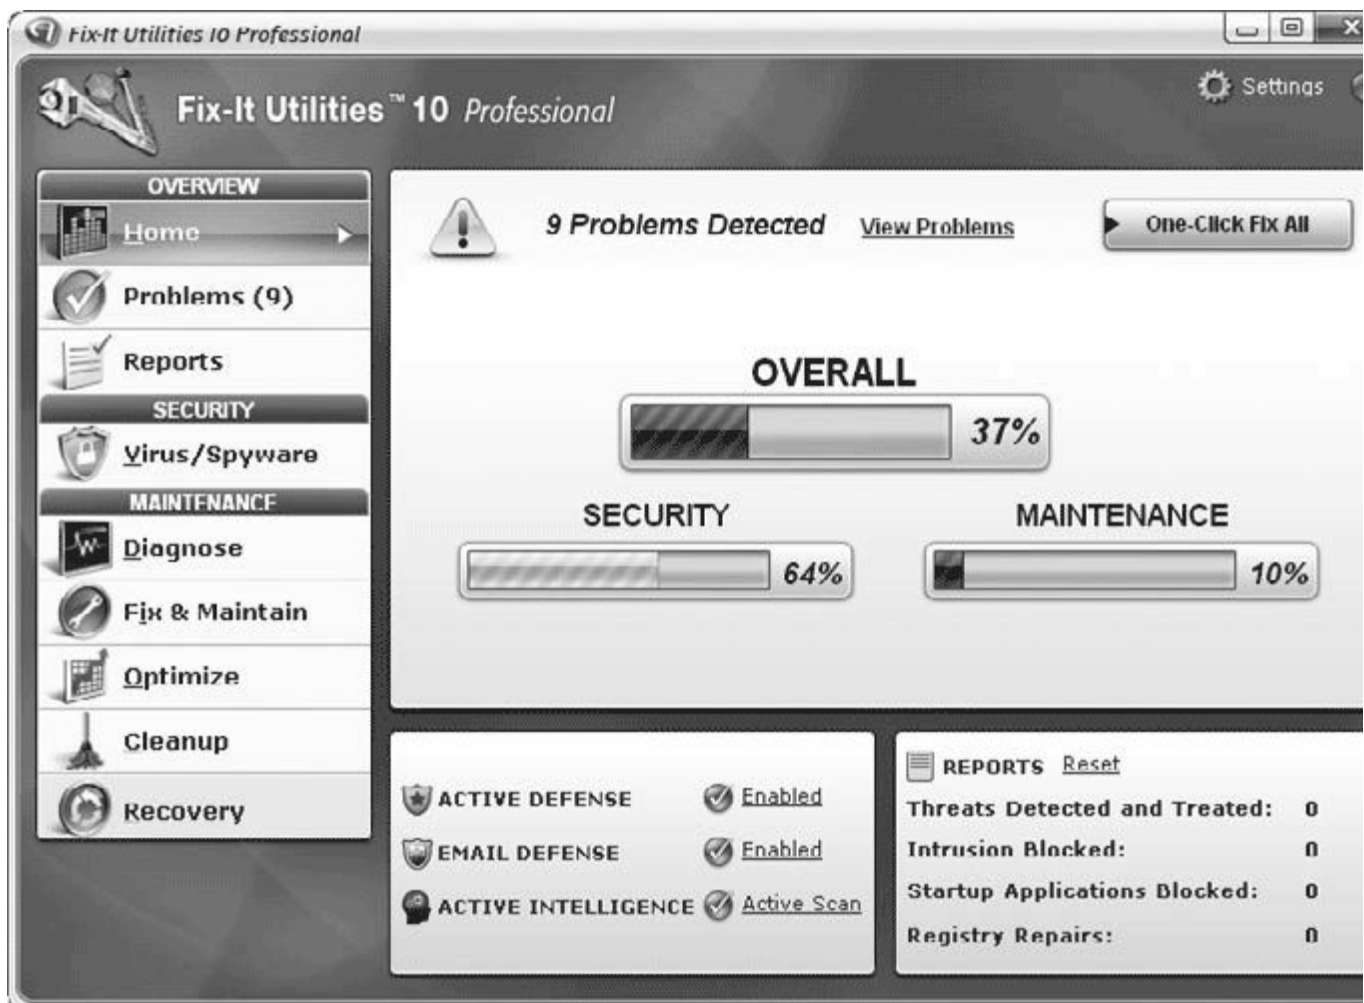 Fix-It Utilities 10 Professional
Fix-It Utilities™ 10 Professional
Settings
OVERVIEW
Home
Problems (9)
Reports
SECURITY
Virus/Spyware
MAINTENANCE
Diagnose
Fix & Maintain
Optimize
Cleanup
Recovery
9 Problems Detected View Problems One-Click Fix All
OVERALL
37%
SECURITY
64%
MAINTENANCE
10%
ACTIVE DEFENSE Enabled
EMAIL DEFENSE Enabled
ACTIVE INTELLIGENCE Active Scan
REPORTS Reset
Threats Detected and Treated: 0
Intrusion Blocked: 0
Startup Applications Blocked: 0
Registry Repairs: 0